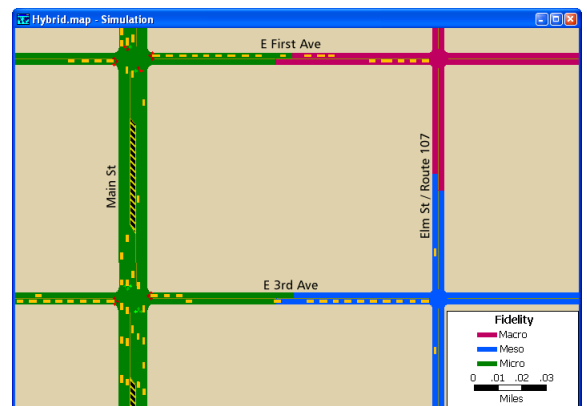 Hybrid.map - Simulation
E First Ave
Main St
Elm St / Route 107
E 3rd Ave
Fidelity
Macro
Meso
Micro
0 .01 .02 .03
Miles